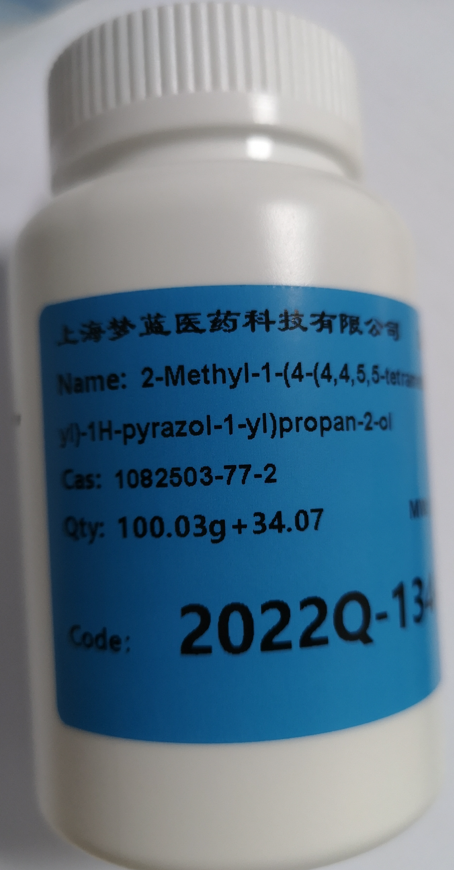 上海梦蓝医药科技有限公司
Name: 2-Methyl-1-(4-(4,4,5,5-tetram
yl)-1H-pyrazol-1-yl)propan-2-ol
Cas: 1082503-77-2
Qty: 100.03g+34.07
Code: 2022Q-134